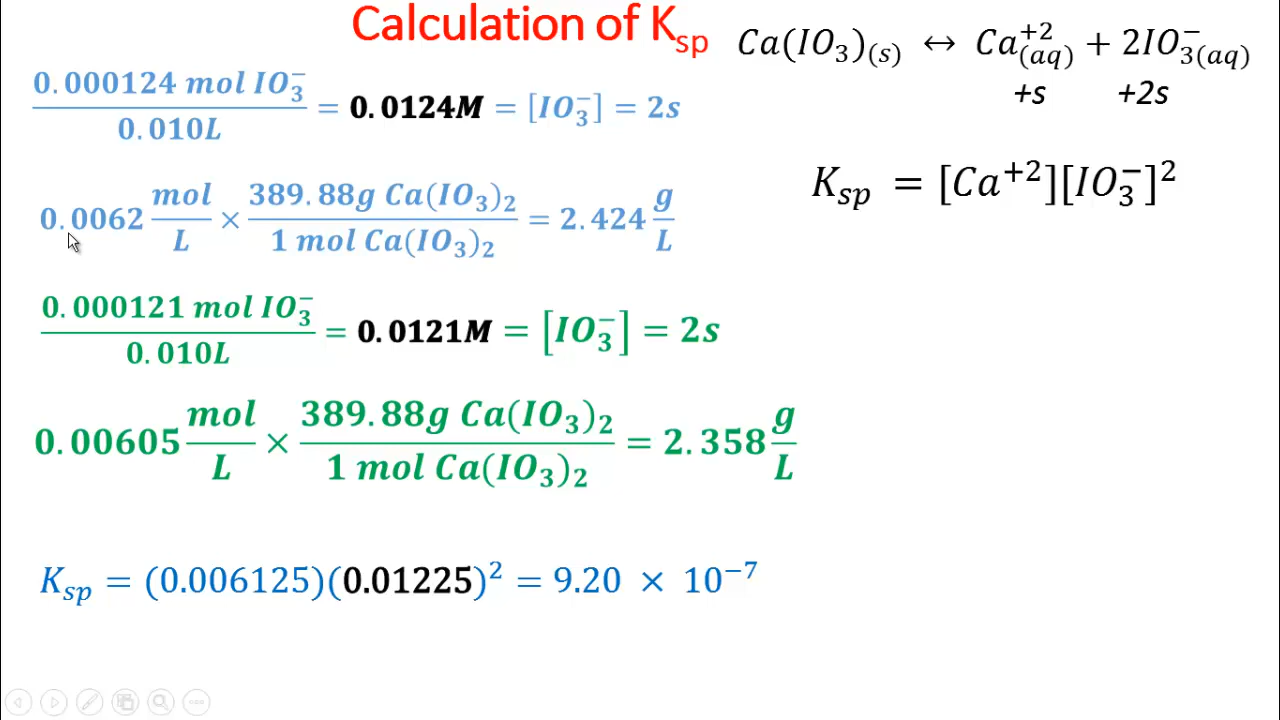 Calculation of K_sp
Ca(IO₃)₍s₎ ↔ Ca⁺²₍aq₎ + 2IO₃⁻₍aq₎
+s +2s
0.000124 mol IO₃⁻ / 0.010L = 0.0124M = [IO₃⁻] = 2s
K_sp = [Ca⁺²][IO₃⁻]²
0.0062 mol/L × 389.88g Ca(IO₃)₂ / 1 mol Ca(IO₃)₂ = 2.424 g/L
0.000121 mol IO₃⁻ / 0.010L = 0.0121M = [IO₃⁻] = 2s
0.00605 mol/L × 389.88g Ca(IO₃)₂ / 1 mol Ca(IO₃)₂ = 2.358 g/L
K_sp = (0.006125)(0.01225)² = 9.20 × 10⁻⁷